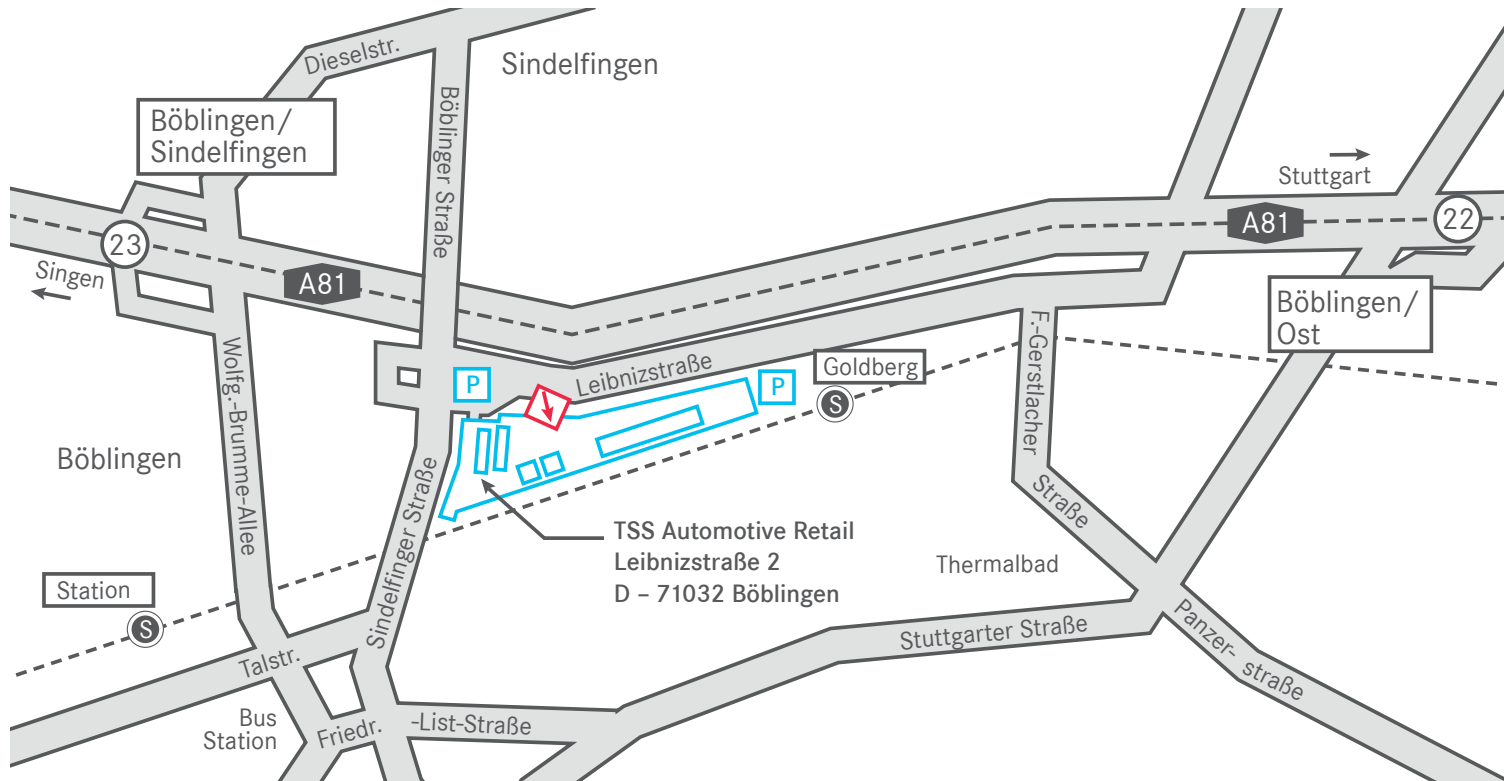 Dieselstr.
Sindelfingen
Böblingen/
Sindelfingen
Böblinger Straße
Stuttgart
A81
22
23
Singen
A81
Böblingen/
Ost
Wolfg.-Brumme-Allee
P
Leibnizstraße
P
Goldberg
S
F.-Gerstlacher
Straße
Böblingen
Sindelfinger Straße
TSS Automotive Retail
Leibnizstraße 2
D – 71032 Böblingen
Thermalbad
Station
S
Talstr.
Stuttgarter Straße
Panzer- straße
Bus
Station
Friedr. -List-Straße